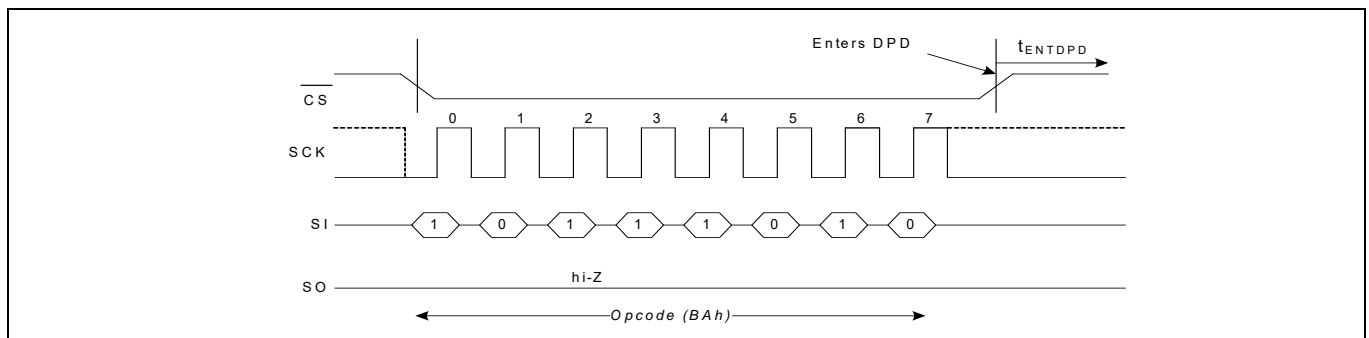 Enters DPD
tENTDPD
CS
0 1 2 3 4 5 6 7
SCK
SI
1 0 1 1 1 0 1 0
hi-Z
SO
Opcode (BAh)